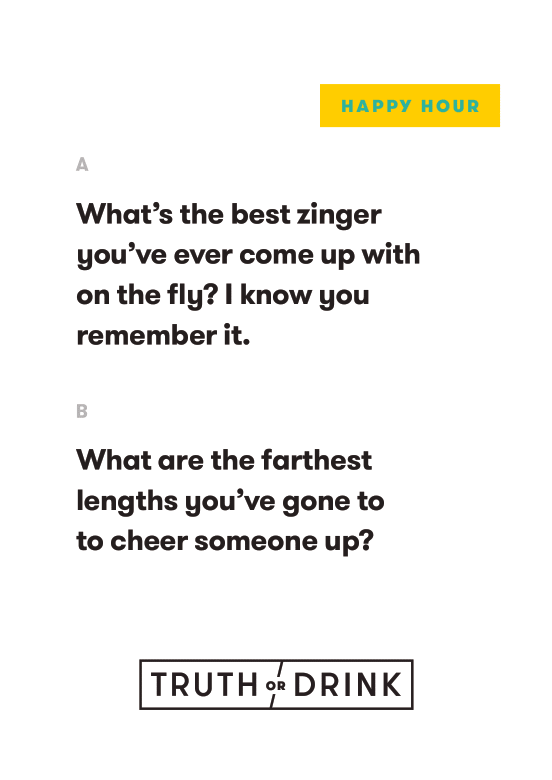 HAPPY HOUR
A
What’s the best zinger
you’ve ever come up with
on the fly? I know you
remember it.
B
What are the farthest
lengths you’ve gone to
to cheer someone up?
TRUTH OR DRINK